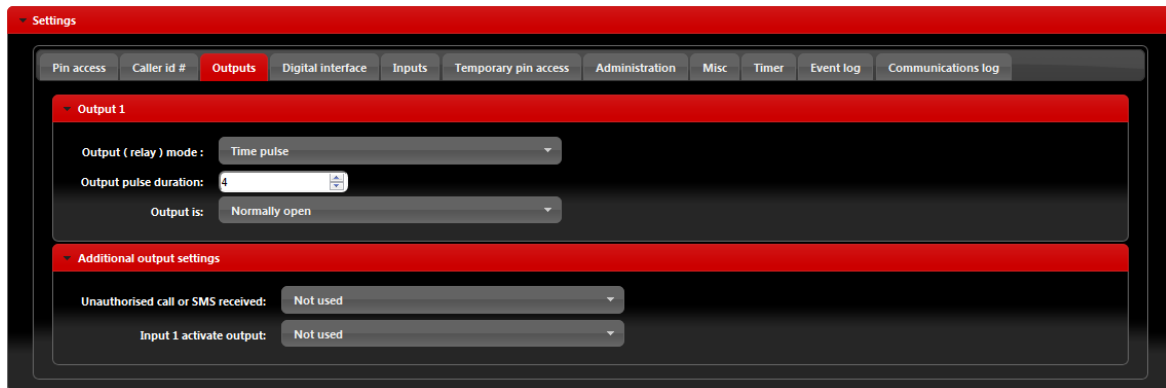 Settings
Pin access Caller id # Outputs Digital interface Inputs Temporary pin access Administration Misc Timer Event log Communications log
Output 1
Output ( relay ) mode : Time pulse
Output pulse duration: 4
Output is: Normally open
Additional output settings
Unauthorised call or SMS received: Not used
Input 1 activate output: Not used